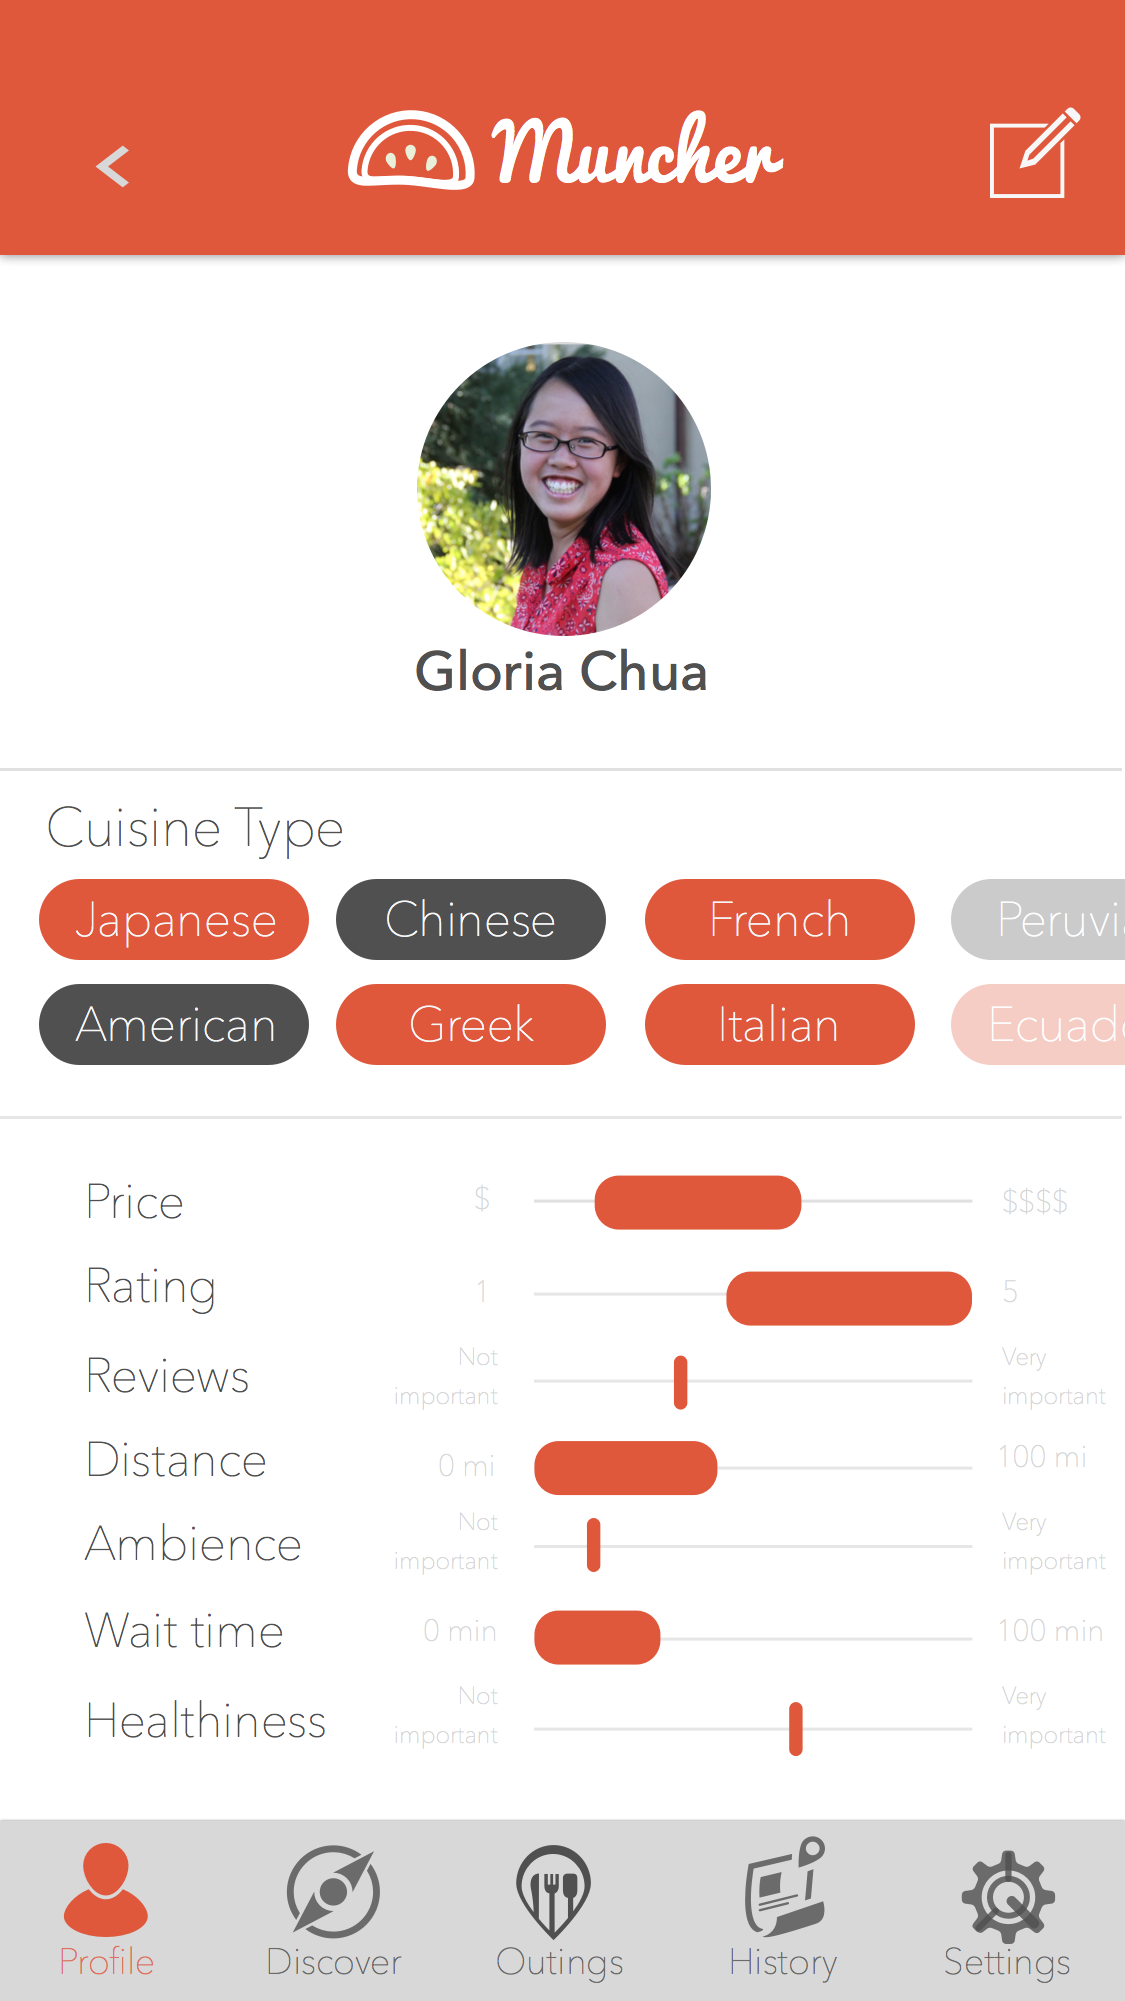 Muncher
Gloria Chua
Cuisine Type
Japanese Chinese French Peruvia
American Greek Italian Ecuado
Price $ $$$$
Rating 1 5
Reviews Not important Very important
Distance 0 mi 100 mi
Ambience Not important Very important
Wait time 0 min 100 min
Healthiness Not important Very important
Profile Discover Outings History Settings